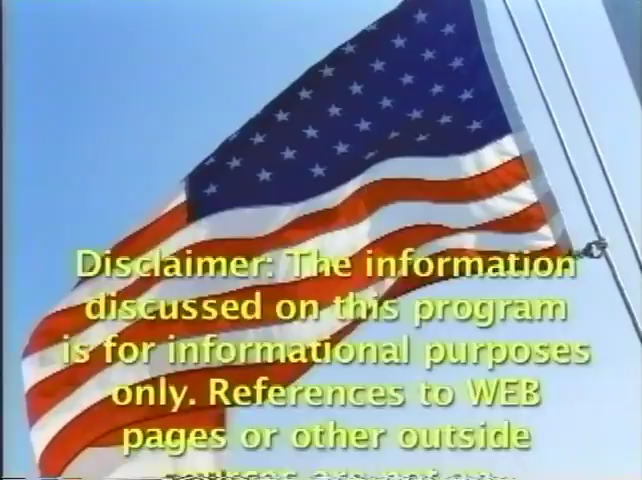 Disclaimer: The information
discussed on this program
is for informational purposes
only. References to WEB
pages or other outside